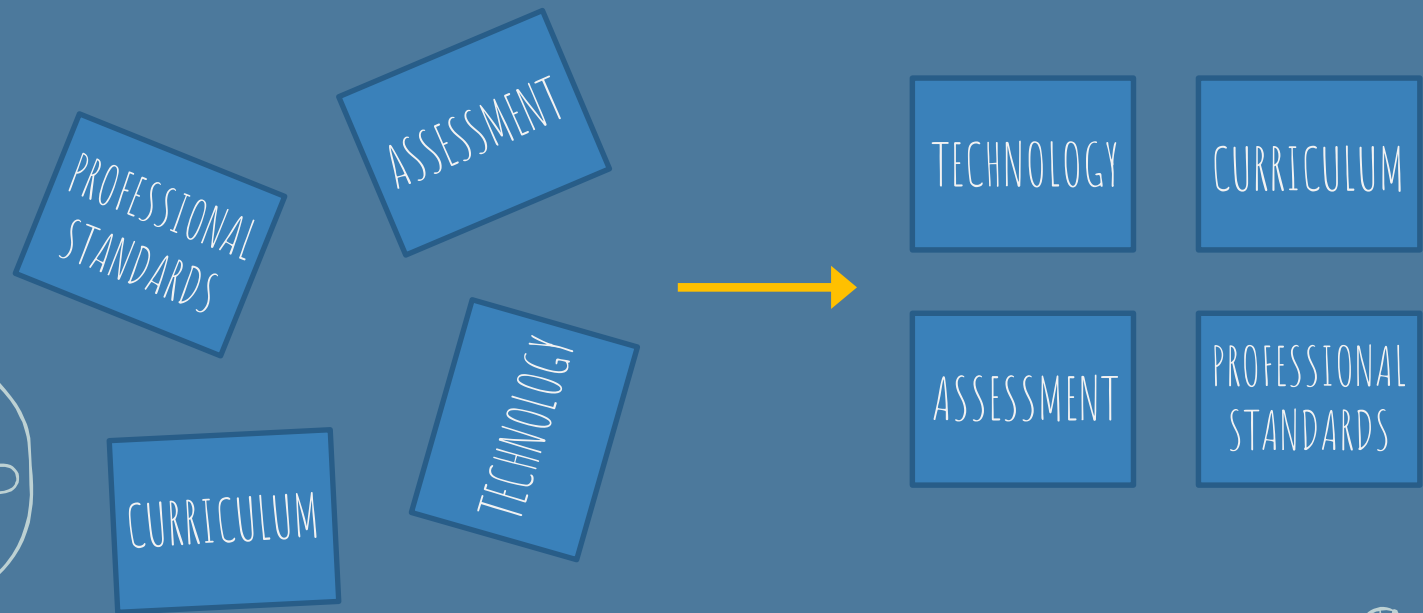 PROFESSIONAL
STANDARDS
ASSESSMENT
CURRICULUM
TECHNOLOGY
TECHNOLOGY
CURRICULUM
ASSESSMENT
PROFESSIONAL
STANDARDS